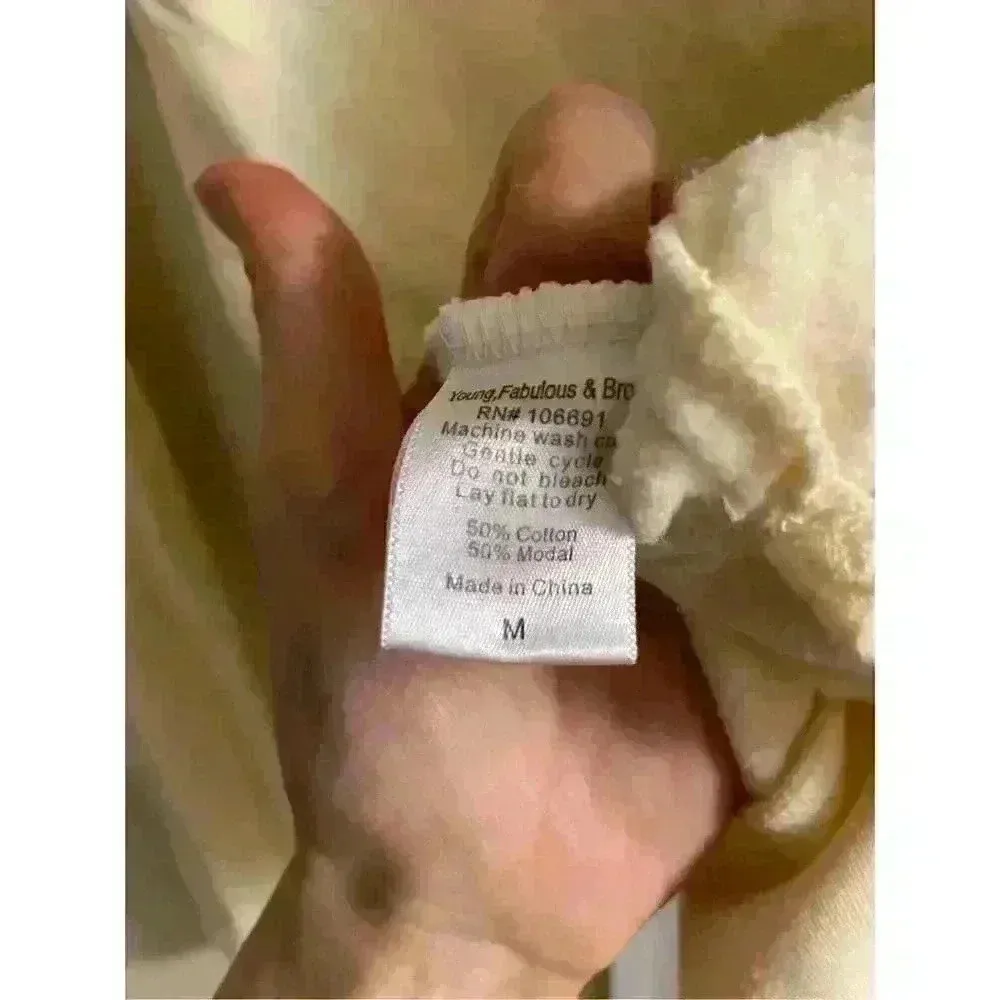 Young,Fabulous & Bro
RN# 106691
Machine wash
Gentle cycle
Do not bleach
Lay flat to dry
50% Cotton
50% Modal
Made in China
M